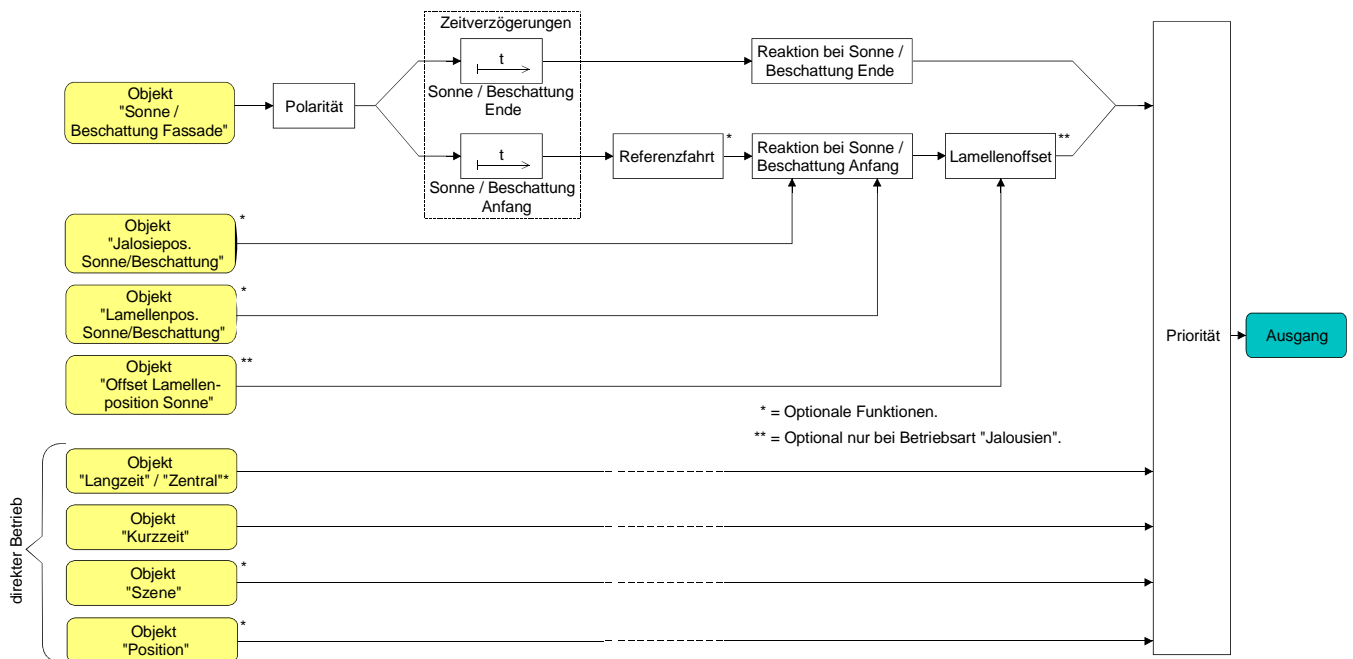 Zeitverzögerungen
t
Sonne / Beschattung
Ende
Reaktion bei Sonne /
Beschattung Ende
Objekt
"Sonne /
Beschattung Fassade"
Polarität
t
Sonne / Beschattung
Anfang
Referenzfahrt
*
Reaktion bei Sonne /
Beschattung Anfang
Lamellenoffset
**
Objekt
"Jalosiepos.
Sonne/Beschattung"
*
Objekt
"Lamellenpos.
Sonne/Beschattung"
*
Objekt
"Offset Lamellen-
position Sonne"
**
Priorität
Ausgang
* = Optionale Funktionen.
** = Optional nur bei Betriebsart "Jalousien".
direkter Betrieb
Objekt
"Langzeit" / "Zentral"*
Objekt
"Kurzzeit"
Objekt
"Szene"
*
Objekt
"Position"
*